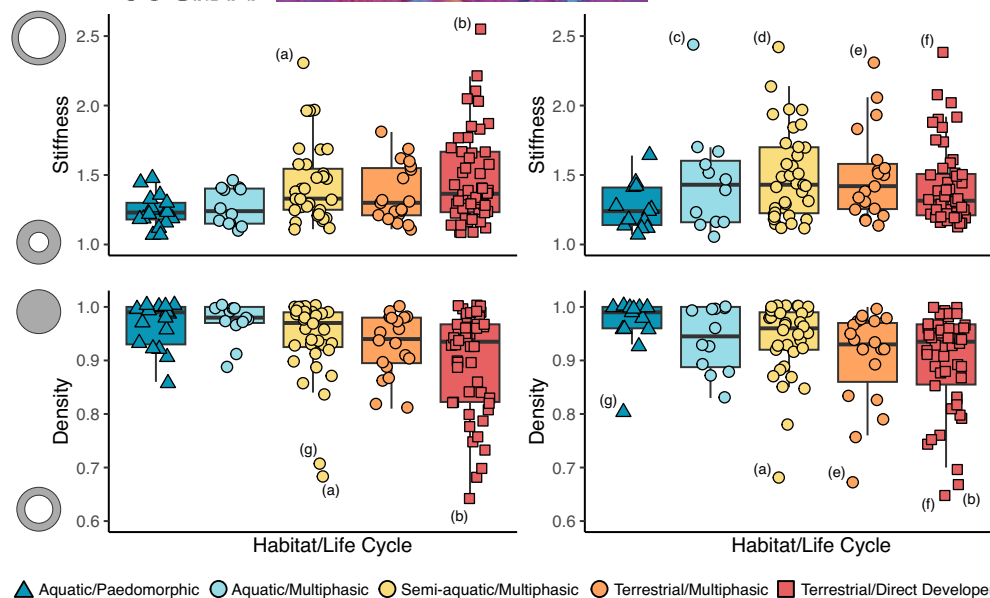 Stiffness
2.5
2.0
1.5
1.0
(a)
(b)
Stiffness
2.5
2.0
1.5
1.0
(c)
(d)
(e)
(f)
Density
1.0
0.9
0.8
0.7
0.6
(g)
(a)
(b)
Density
1.0
0.9
0.8
0.7
0.6
(g)
(a)
(e)
(f)
(b)
Habitat/Life Cycle
Habitat/Life Cycle
Aquatic/Paedomorphic Aquatic/Multiphasic Semi-aquatic/Multiphasic Terrestrial/Multiphasic Terrestrial/Direct Developer